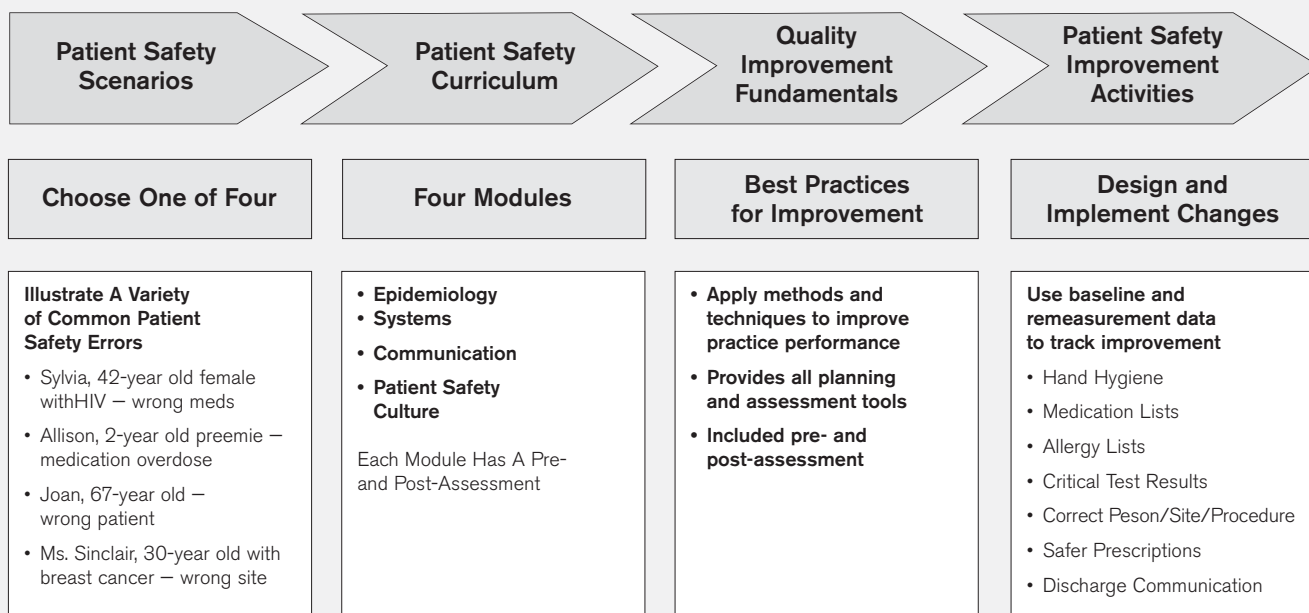 Patient Safety
Scenarios
Patient Safety
Curriculum
Quality
Improvement
Fundamentals
Patient Safety
Improvement
Activities
Choose One of Four
Four Modules
Best Practices
for Improvement
Design and
Implement Changes
Illustrate A Variety
of Common Patient
Safety Errors
• Sylvia, 42-year old female
withHIV – wrong meds
• Allison, 2-year old preemie –
medication overdose
• Joan, 67-year old –
wrong patient
• Ms. Sinclair, 30-year old with
breast cancer – wrong site
• Epidemiology
• Systems
• Communication
• Patient Safety
Culture
Each Module Has A Pre-
and Post-Assessment
• Apply methods and
techniques to improve
practice performance
• Provides all planning
and assessment tools
• Included pre- and
post-assessment
Use baseline and
remeasurement data
to track improvement
• Hand Hygiene
• Medication Lists
• Allergy Lists
• Critical Test Results
• Correct Peson/Site/Procedure
• Safer Prescriptions
• Discharge Communication